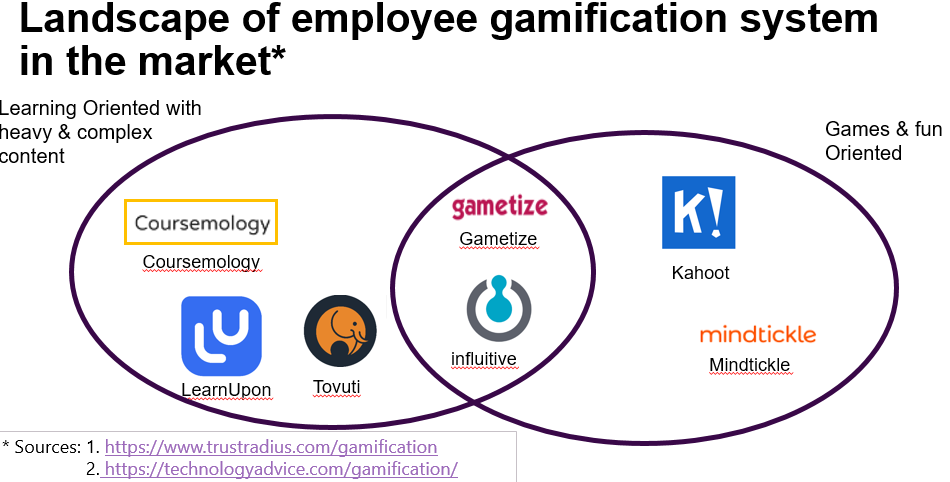 Landscape of employee gamification system
in the market*
Learning Oriented with
heavy & complex
content
Games & fun
Oriented
Coursemology
Coursemology
gametize
Gametize
K!
Kahoot
LU
LearnUpon
Tovuti
influitive
mindtickle
Mindtickle
* Sources: 1. https://www.trustradius.com/gamification
2. https://technologyadvice.com/gamification/